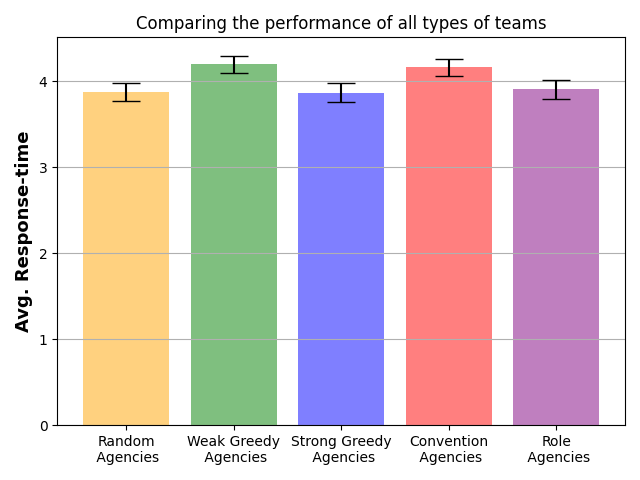 Comparing the performance of all types of teams
Avg. Response-time
4
3
2
1
0
Random
Agencies
Weak Greedy
Agencies
Strong Greedy
Agencies
Convention
Agencies
Role
Agencies